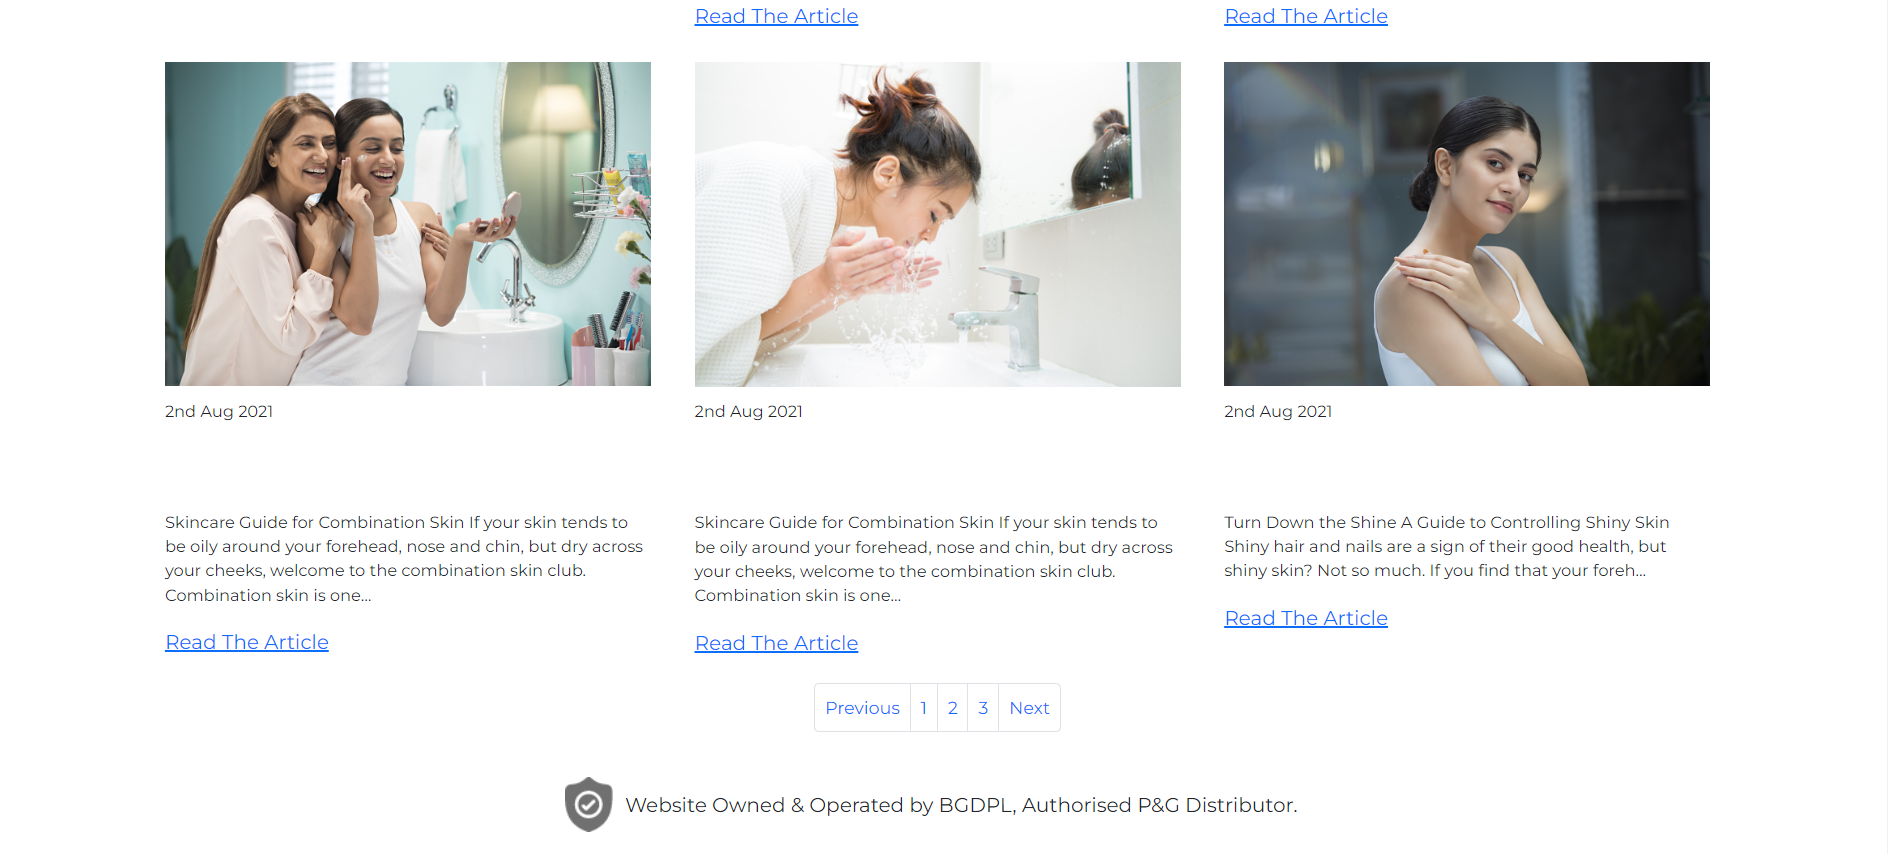 Read The Article
Read The Article
2nd Aug 2021
2nd Aug 2021
2nd Aug 2021
Skincare Guide for Combination Skin If your skin tends to
be oily around your forehead, nose and chin, but dry across
your cheeks, welcome to the combination skin club.
Combination skin is one...
Read The Article
Skincare Guide for Combination Skin If your skin tends to
be oily around your forehead, nose and chin, but dry across
your cheeks, welcome to the combination skin club.
Combination skin is one...
Read The Article
Turn Down the Shine A Guide to Controlling Shiny Skin
Shiny hair and nails are a sign of their good health, but
shiny skin? Not so much. If you find that your foreh...
Read The Article
Previous 1 2 3 Next
Website Owned & Operated by BGDPL, Authorised P&G Distributor.